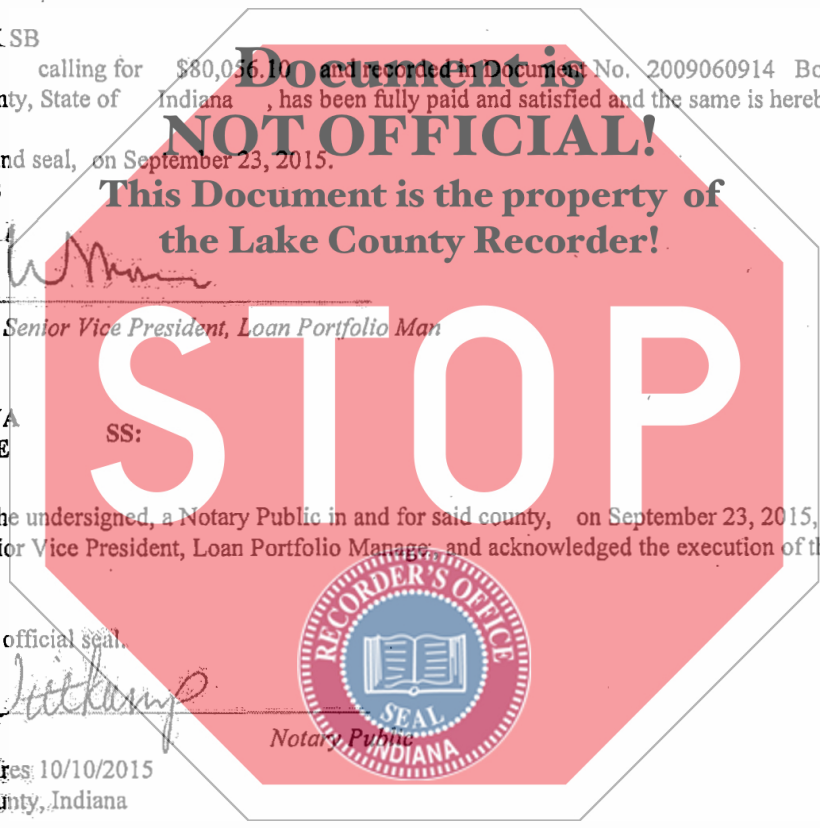 SB
Document is
calling for $80,056.10 and recorded in Document No. 2009060914 Bo
nty, State of Indiana , has been fully paid and satisfied and the same is hereb
NOT OFFICIAL!
nd seal, on September 23, 2015.
This Document is the property of
the Lake County Recorder!
Senior Vice President, Loan Portfolio Man
STOP
A
SS:
E
he undersigned, a Notary Public in and for said county, on September 23, 2015,
ior Vice President, Loan Portfolio Manage and acknowledged the execution of th
RECORDER'S OFFICE
official seal.
SEAL
Notary Public
INDIANA
res 10/10/2015
unty, Indiana